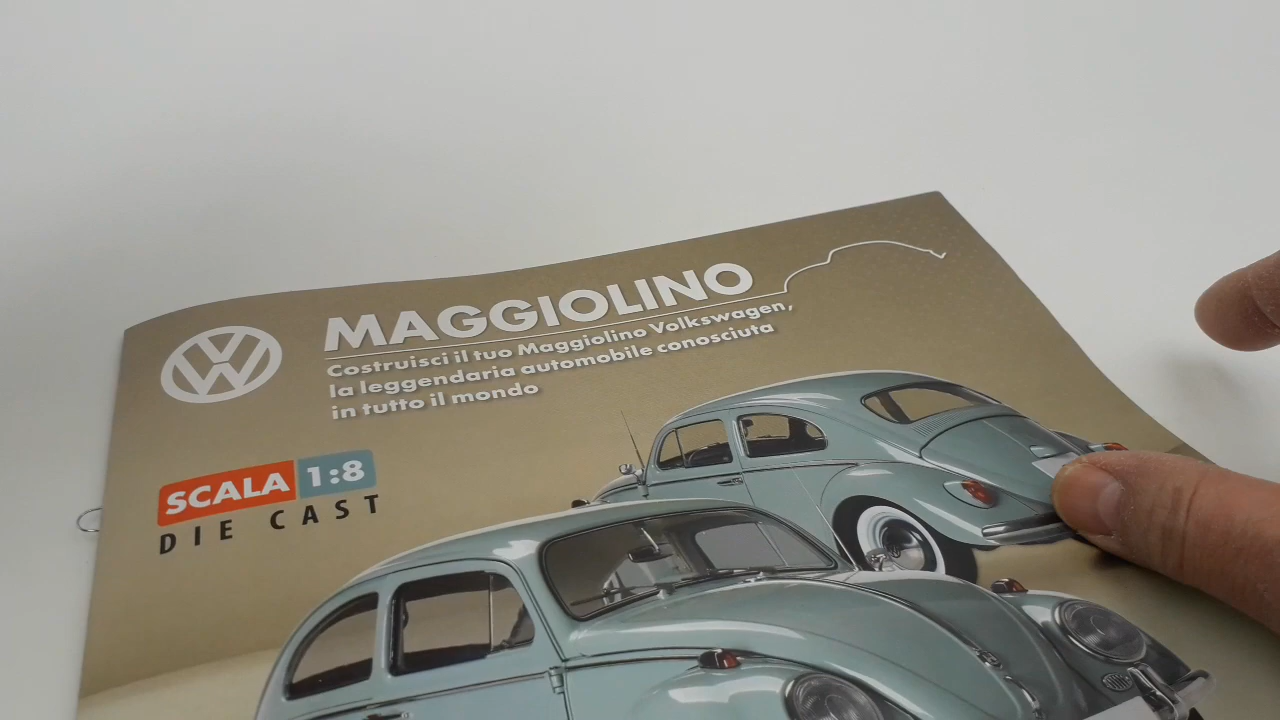 MAGGIOLINO
Costruisci il tuo Maggiolino Volkswagen,
la leggendaria automobile conosciuta
in tutto il mondo
SCALA 1:8
DIE CAST